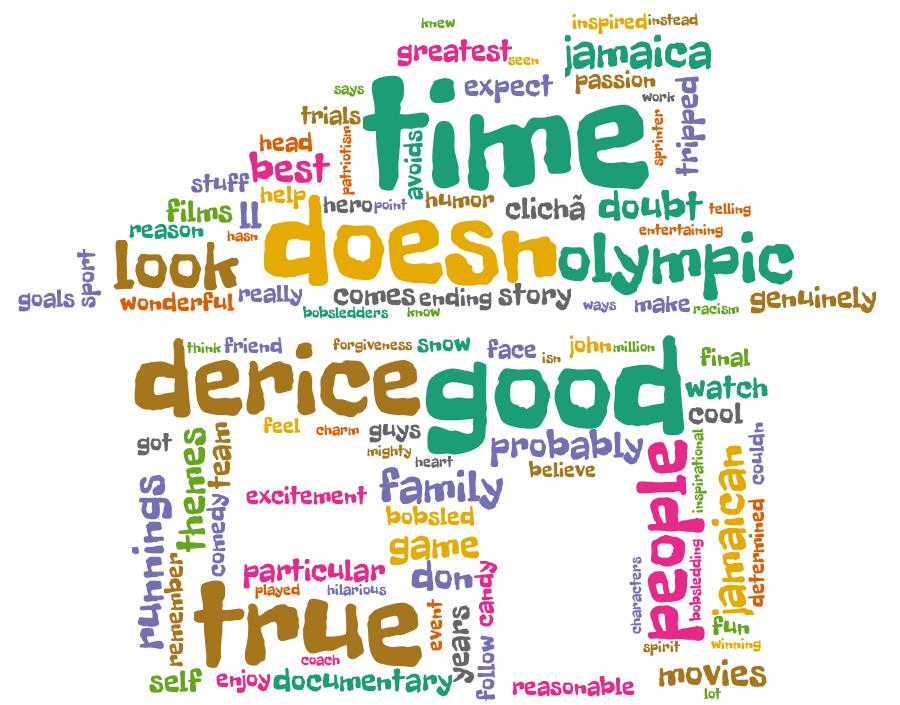 knew
inspired instead
greatest seen jamaica
says expect passion
time
work
trials
tripped
sprinter
patriotism
avoids
head
best
stuff
help
hero point humor clichã doubt telling
films ll
reason hasn
entertaining
doesn
look olympic
sport
goals wonderful really comes ending story ways make racism genuinely
bobsledders know
think friend forgiveness snow face isn john million final
derice good watch
cool
feel charm guys
got
themes
team
mighty
heart
probably
believe
people
inspirational
jamaican
couldn
determined
runnings
comedy
excitement family
bobsled
game
particular don
candy
played hilarious
remember
true
event
years
follow
coach
characters
bobsledding
fun
spirit winning
self enjoy documentary reasonable movies
lot